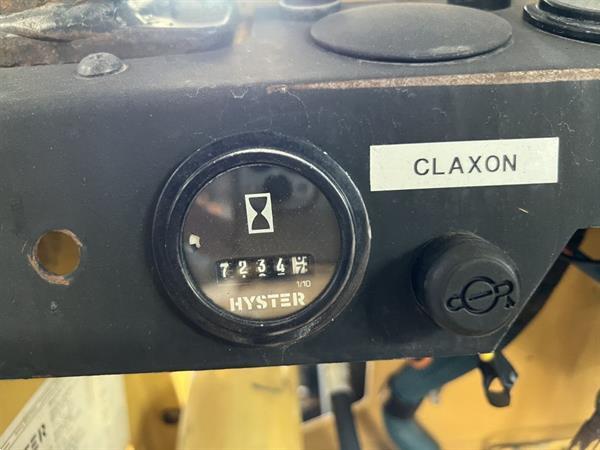 CLAXON
7234
1/10
HYSTER